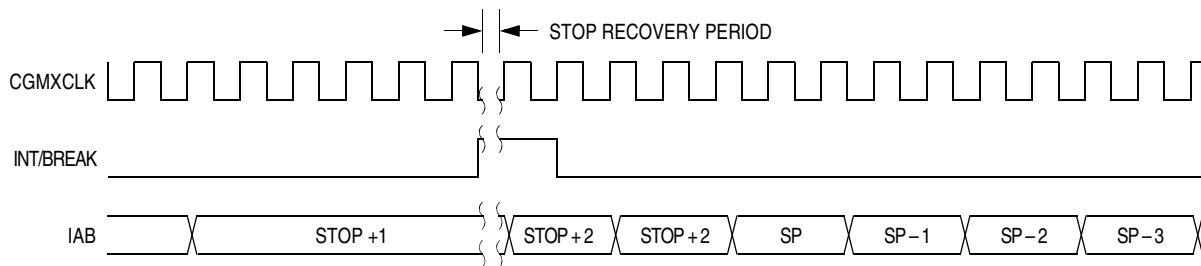 STOP RECOVERY PERIOD
CGMXCLK
INT/BREAK
IAB STOP +1 STOP + 2 STOP + 2 SP SP – 1 SP – 2 SP – 3